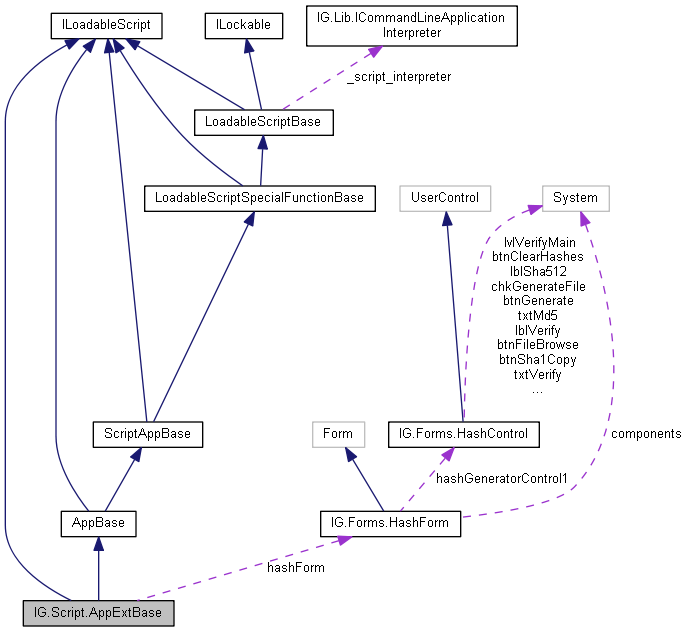 ILoadableScript
ILockable
IG.Lib.ICommandLineApplication
Interpreter
_script_interpreter
LoadableScriptBase
LoadableScriptSpecialFunctionBase
UserControl
System
lvlVerifyMain
btnClearHashes
lblSha512
chkGenerateFile
btnGenerate
txtMd5
lblVerify
btnFileBrowse
btnSha1Copy
txtVerify
...
ScriptAppBase
Form
IG.Forms.HashControl
components
hashGeneratorControl1
AppBase
IG.Forms.HashForm
hashForm
IG.Script.AppExtBase